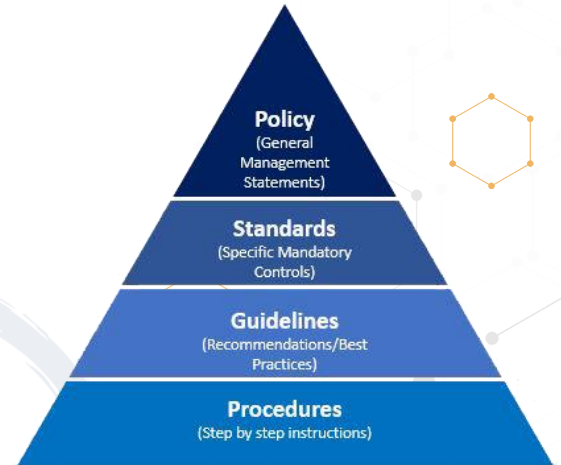 Policy
(General
Management
Statements)
Standards
(Specific Mandatory
Controls)
Guidelines
(Recommendations/Best
Practices)
Procedures
(Step by step instructions)